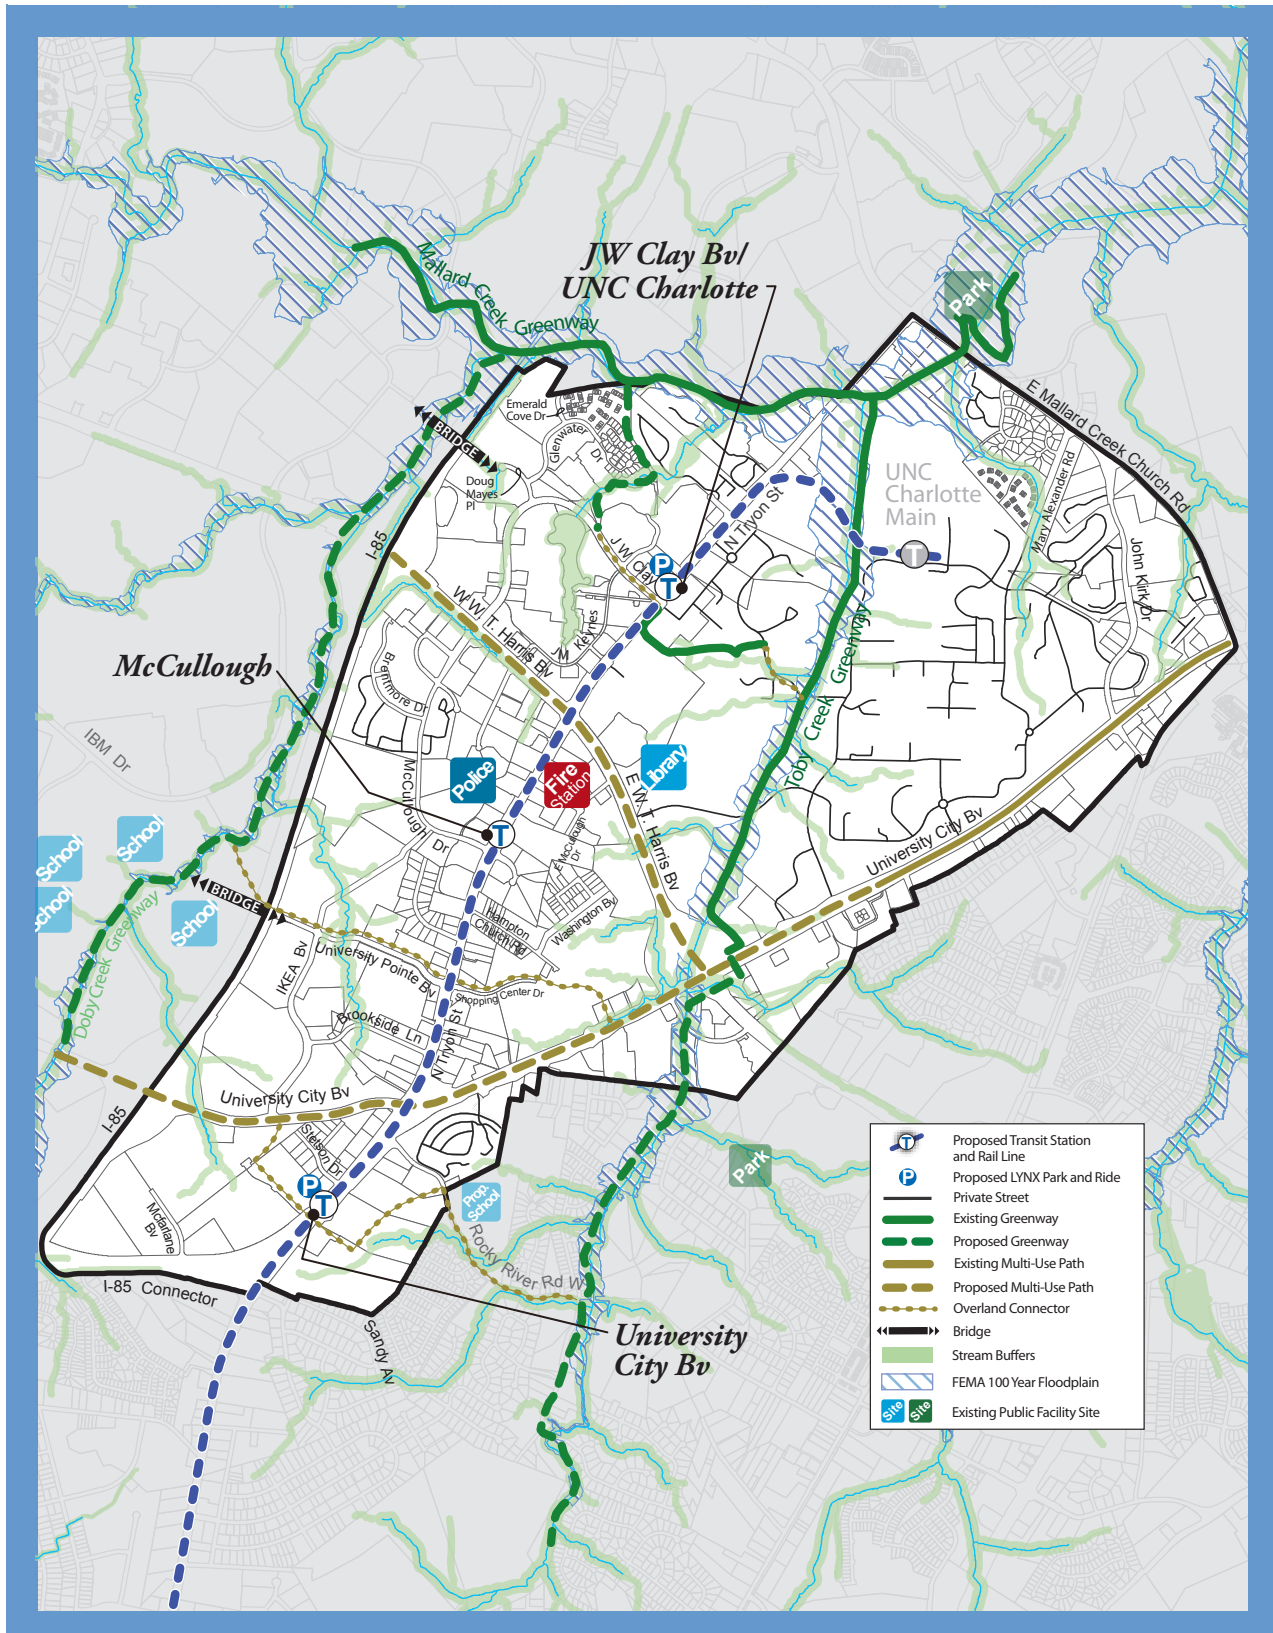 JW Clay Bv/
UNC Charlotte
Mallard Creek Greenway
Park
E Mallard Creek Church Rd
Emerald
Cove Dr
Glenwater
Dr
BRIDGE
Doug
Mayes
Pl
UNC
Charlotte
Main
T
Mary Alexander Rd
John Kirk Dr
N Tryon St
I-85
J W Clay
P
T
W W. T. Harris Bv
JM Keynes
Toby Creek Greenway
McCullough
Brentmore Dr
IBM Dr
Police
Fire
Station
Library
McCullough Dr
E W. T. Harris Bv
T
E McCullough
Dr
University City Bv
School
School
School
School
BRIDGE
Doby Creek Greenway
Hampton
Church Rd
Washington Bv
IKEA Bv
University Pointe Bv
Shopping Center Dr
Brookside Ln
N Tryon St
University City Bv
I-85
Stetson Dr
P
T
Prop.
School
Park
Mcfarlane
Bv
Rocky River Rd W
I-85 Connector
Sandy Av
University
City Bv
T
Proposed Transit Station
and Rail Line
P
Proposed LYNX Park and Ride
Private Street
Existing Greenway
Proposed Greenway
Existing Multi-Use Path
Proposed Multi-Use Path
Overland Connector
Bridge
Stream Buffers
FEMA 100 Year Floodplain
Site Site
Existing Public Facility Site